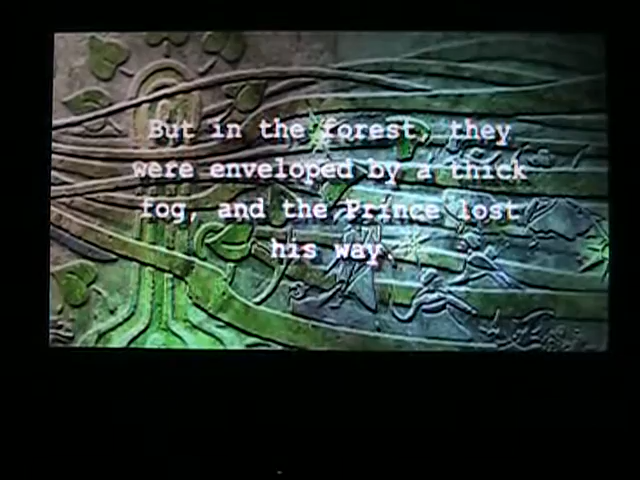 But in the forest, they
were enveloped by a thick
fog, and the Prince lost
his way.